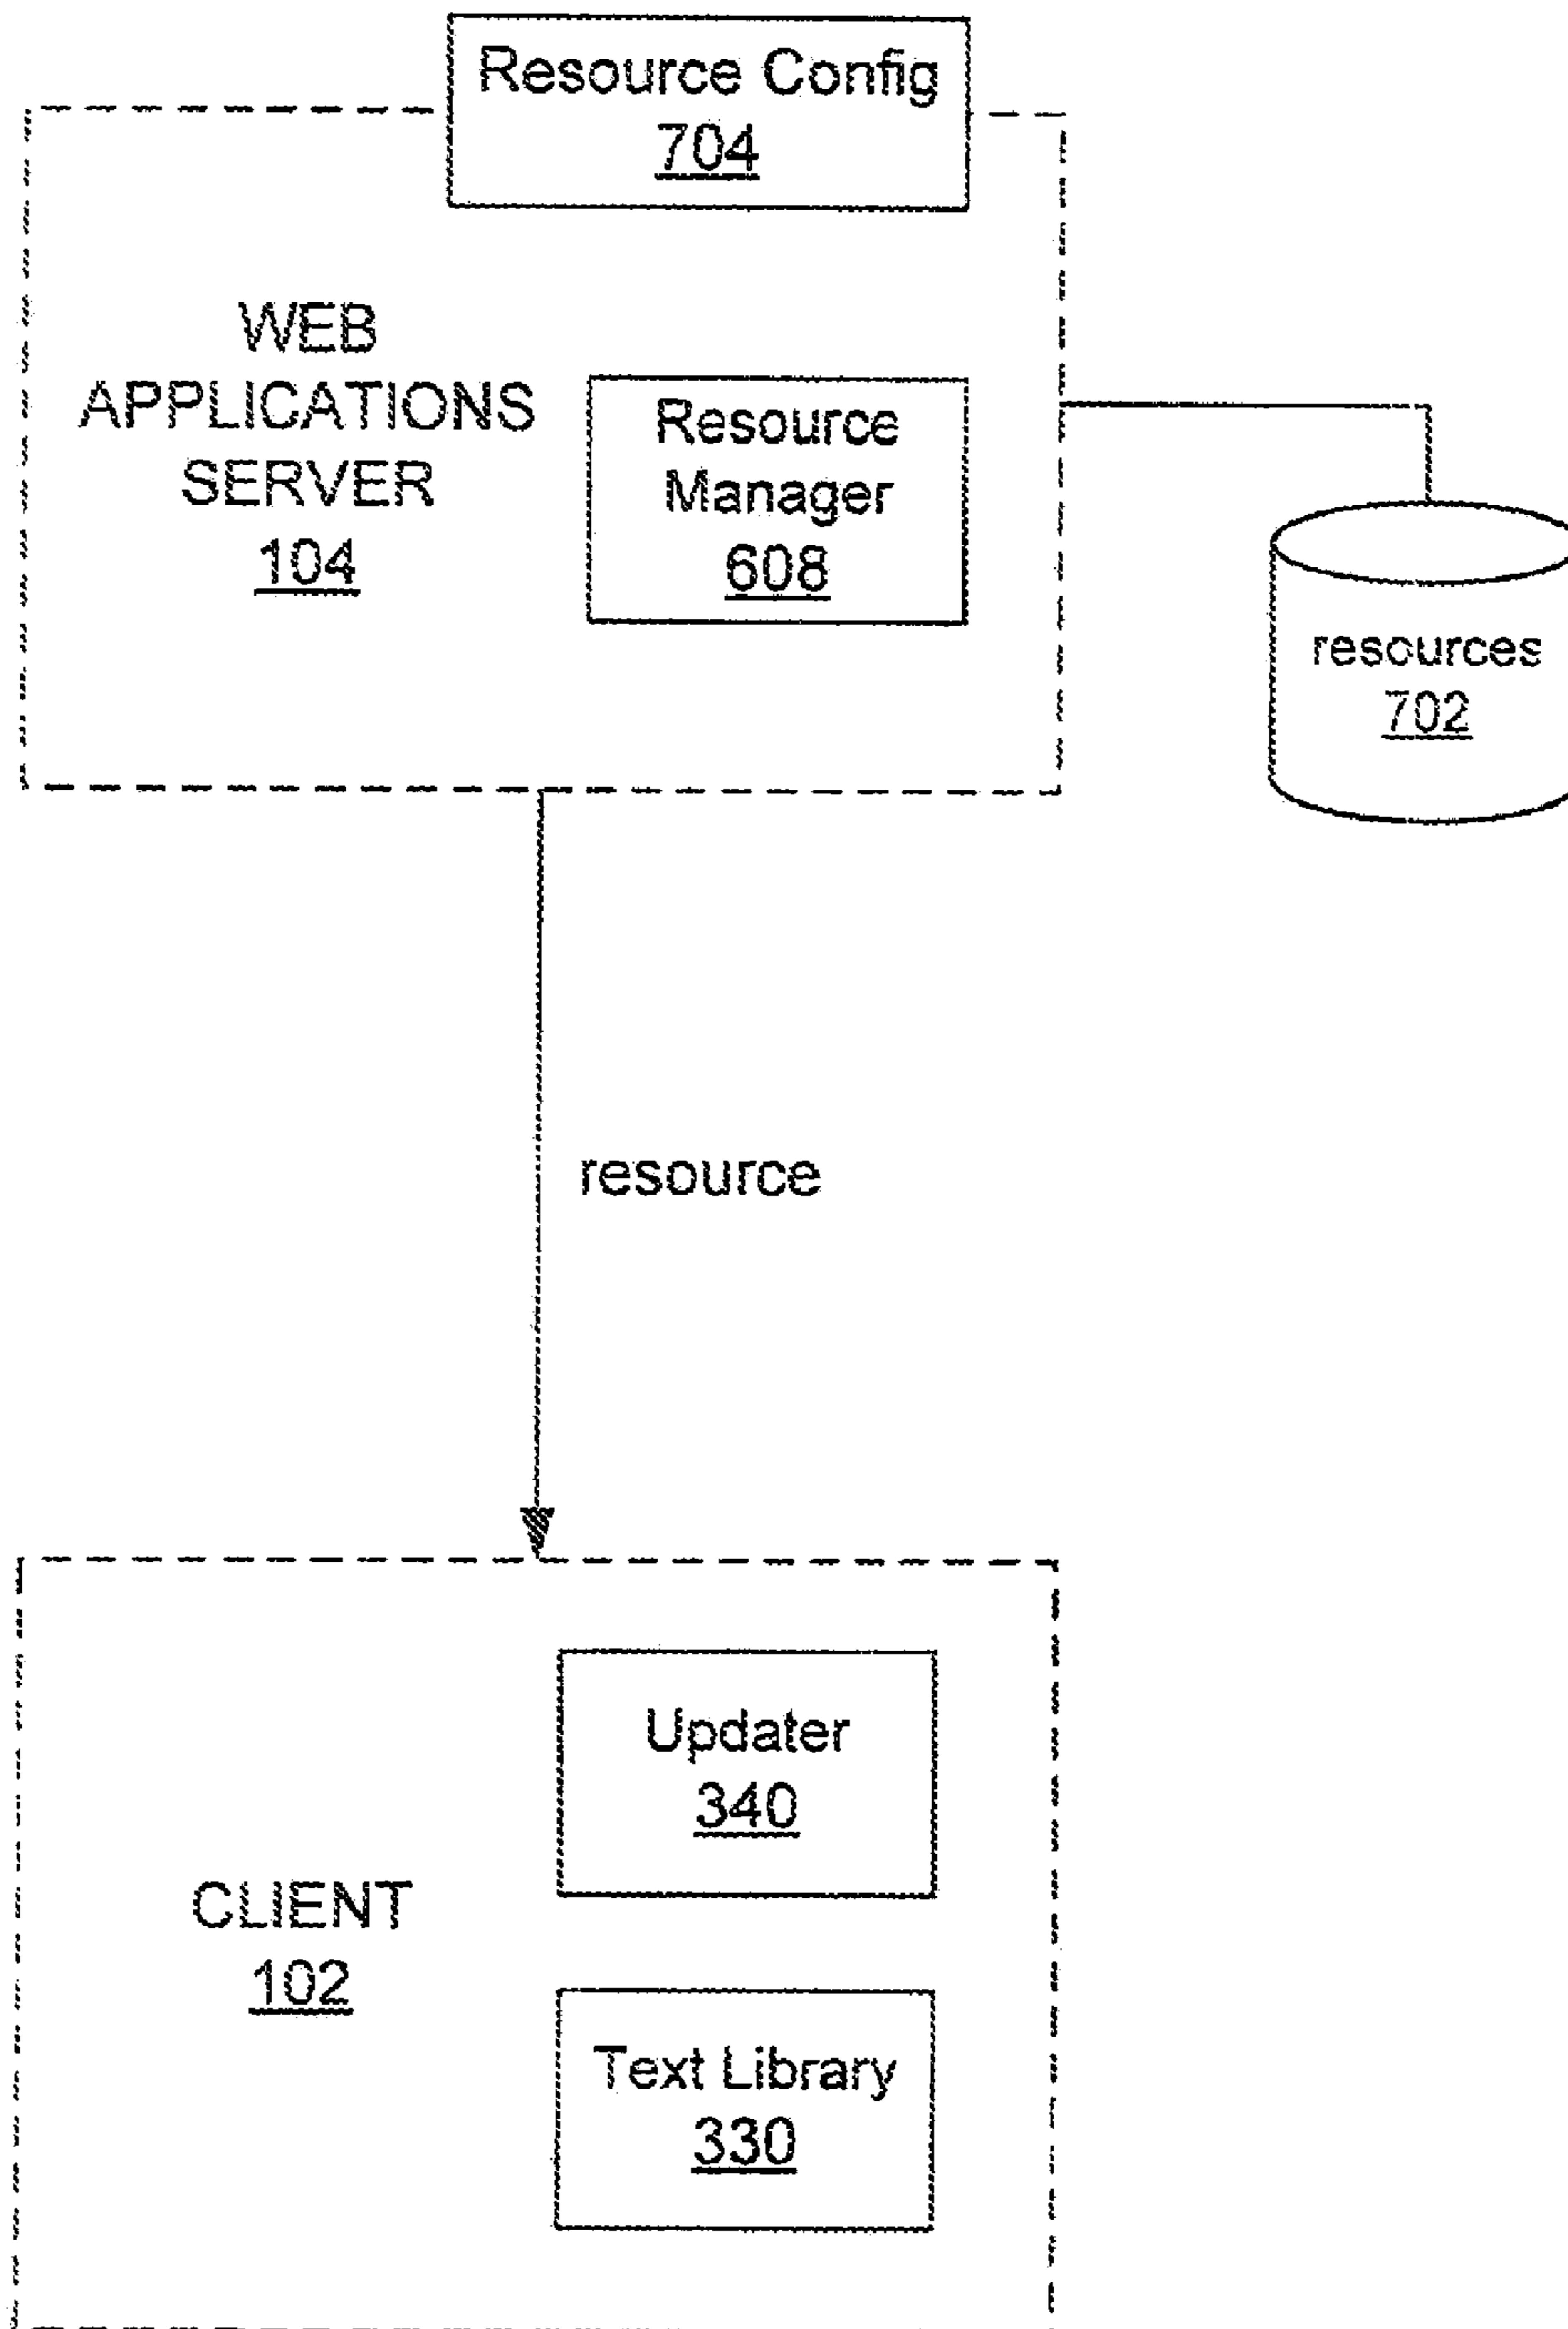 Resource Config
704
WEB
APPLICATIONS
SERVER
104
Resource
Manager
608
resources
702
resource
Updater
340
CLIENT
102
Text Library
330